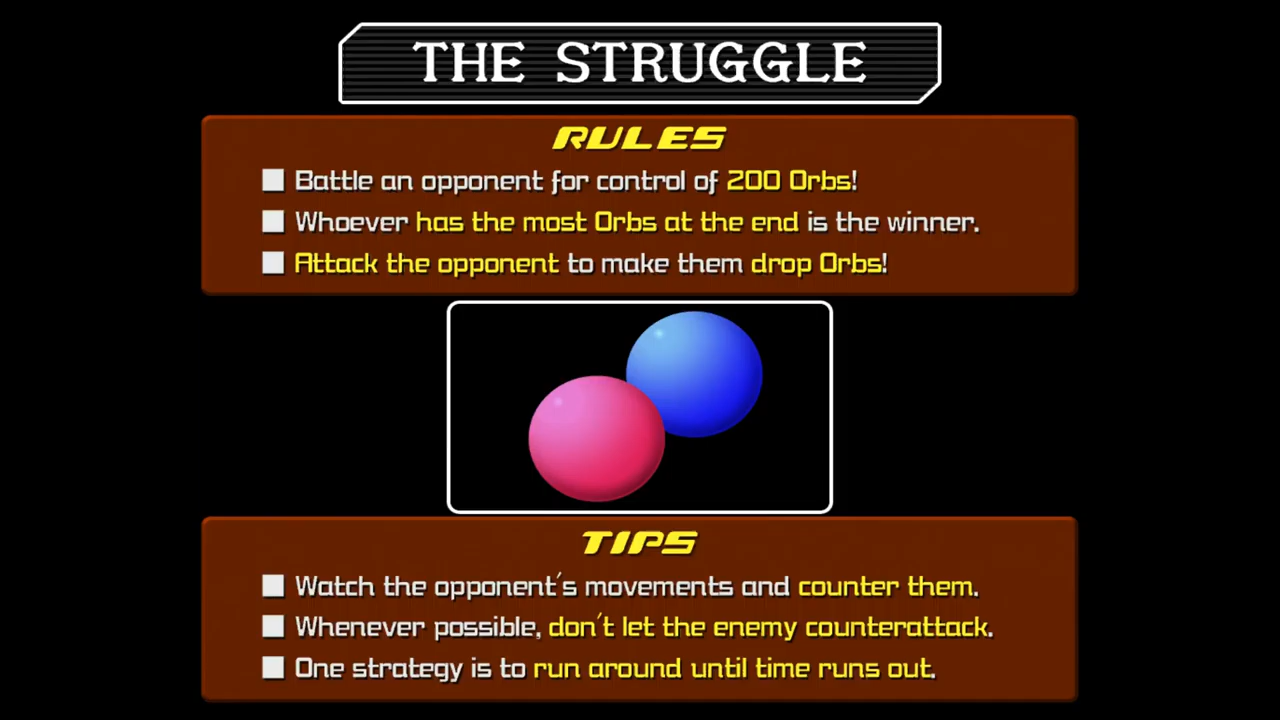 THE STRUGGLE
RULES
Battle an opponent for control of 200 Orbs!
Whoever has the most Orbs at the end is the winner.
Attack the opponent to make them drop Orbs!
TIPS
Watch the opponent's movements and counter them.
Whenever possible, don't let the enemy counterattack.
One strategy is to run around until time runs out.